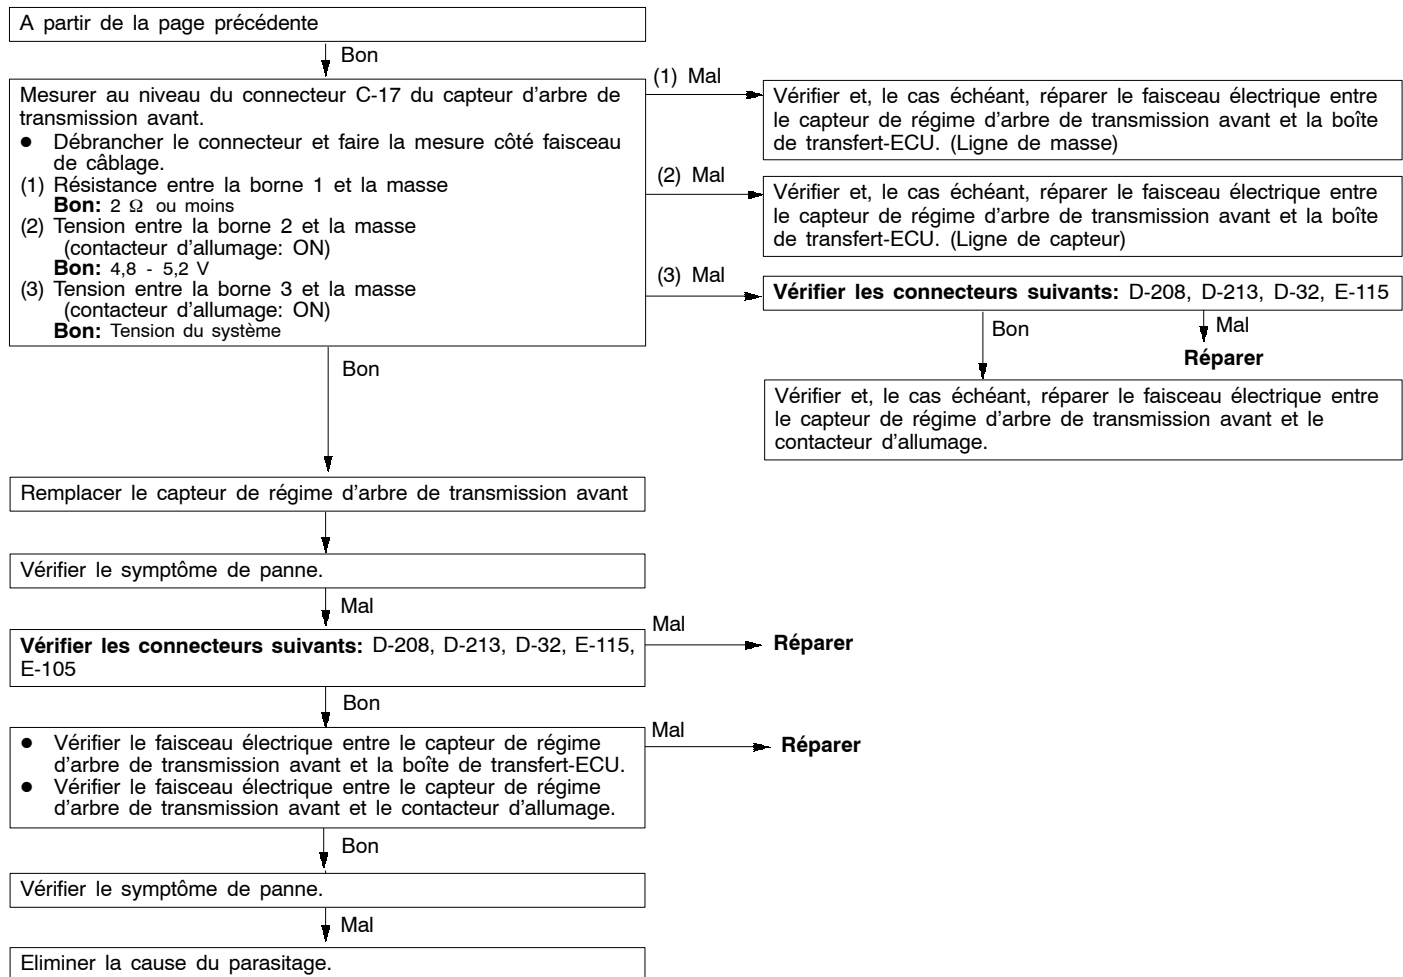 A partir de la page précédente
Bon
Mesurer au niveau du connecteur C-17 du capteur d'arbre de
transmission avant.
● Débrancher le connecteur et faire la mesure côté faisceau
de câblage.
(1) Résistance entre la borne 1 et la masse
Bon: 2 Ω ou moins
(2) Tension entre la borne 2 et la masse
(contacteur d'allumage: ON)
Bon: 4,8 - 5,2 V
(3) Tension entre la borne 3 et la masse
(contacteur d'allumage: ON)
Bon: Tension du système
(1) Mal
Vérifier et, le cas échéant, réparer le faisceau électrique entre
le capteur de régime d'arbre de transmission avant et la boîte
de transfert-ECU. (Ligne de masse)
(2) Mal
Vérifier et, le cas échéant, réparer le faisceau électrique entre
le capteur de régime d'arbre de transmission avant et la boîte
de transfert-ECU. (Ligne de capteur)
(3) Mal
Vérifier les connecteurs suivants: D-208, D-213, D-32, E-115
Bon
Mal
Réparer
Vérifier et, le cas échéant, réparer le faisceau électrique entre
le capteur de régime d'arbre de transmission avant et le
contacteur d'allumage.
Bon
Remplacer le capteur de régime d'arbre de transmission avant
Vérifier le symptôme de panne.
Mal
Vérifier les connecteurs suivants: D-208, D-213, D-32, E-115,
E-105
Mal
Réparer
Bon
● Vérifier le faisceau électrique entre le capteur de régime
d'arbre de transmission avant et la boîte de transfert-ECU.
● Vérifier le faisceau électrique entre le capteur de régime
d'arbre de transmission avant et le contacteur d'allumage.
Mal
Réparer
Bon
Vérifier le symptôme de panne.
Mal
Eliminer la cause du parasitage.